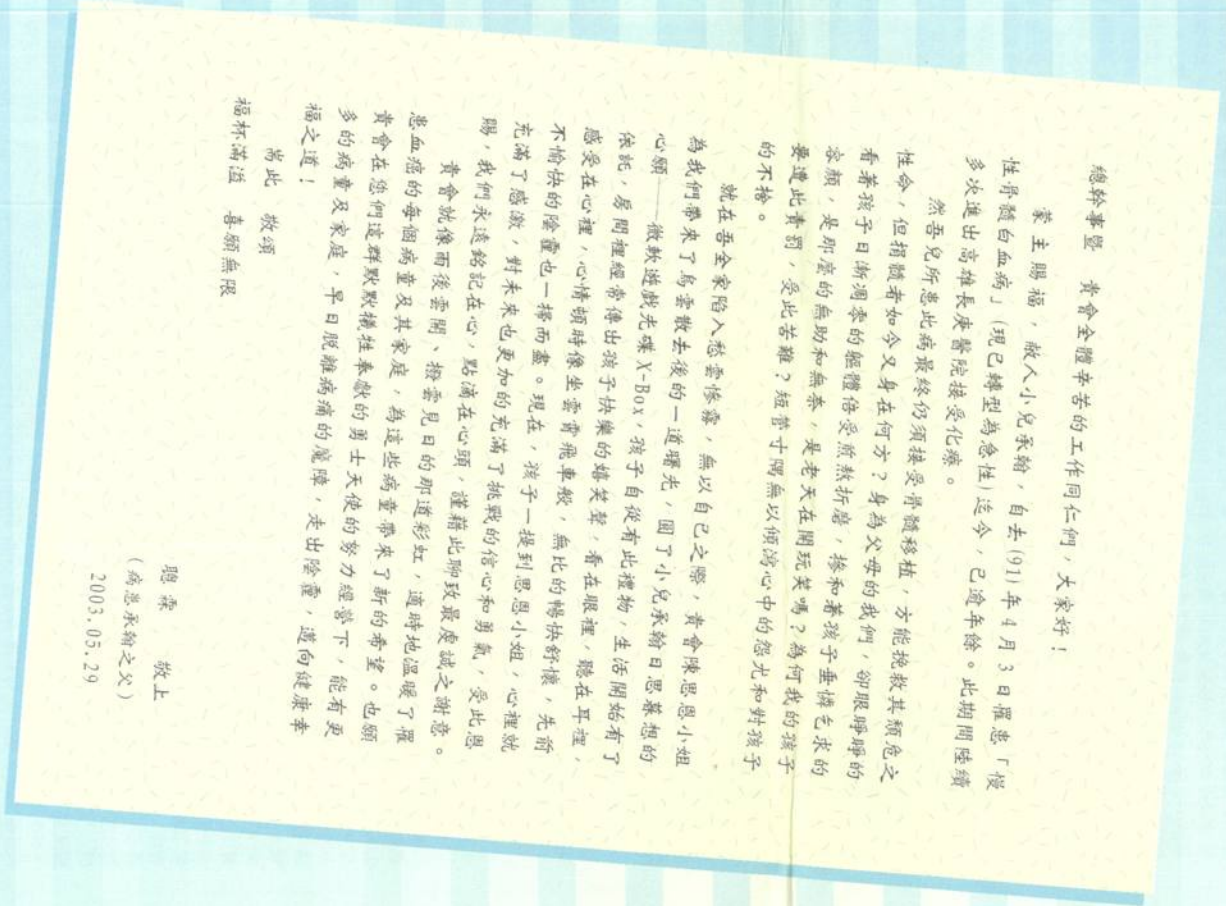 總幹事暨 貴會全體辛苦的工作同仁們，大家好！
蒙主賜福，敝人小兒承翰，自去(91)年4月3日罹患「慢
性骨髓白血病」(現已轉型為急性)迄今，已逾年餘。此期間陸續
多次進出高雄長庚醫院接受化療。
然吾兒所患此病最終仍須接受骨髓移植，方能挽救其頹危之
性命，但捐髓者如今又身在何方？身為父母的我們，卻眼睜睜的
看著孩子日漸凋零的軀體倍受煎熬折磨，摻和著孩子垂憐乞求的
容顏，是那麼的無助和無奈，是老天在開玩笑嗎？為何我的孩子
要遭此責罰，受此苦難？短管寸隅無以傾瀉心中的怨尤和對孩子
的不捨。
就在吾全家陷入愁雲慘霧，無以自已之際，貴會陳恩恩小姐
為我們帶來了烏雲散去後的一道曙光，圓了小兒承翰日思暮想的
心願——微軟遊戲光碟X-Box，孩子自從有此禮物，生活開始有了
依託，房間裡經常傳出孩子快樂的嬉笑聲，看在眼裡，聽在耳裡，
感受在心裡，心情頓時像坐雲霄飛車般，無比的暢快舒懷，先前
不愉快的陰霾也一掃而盡。現在，孩子一提到恩恩小姐，心裡就
充滿了感激，對未來也更加的充滿了挑戰的信心和勇氣，受此恩
賜，我們永遠銘記在心，點滴在心頭，謹藉此聊致最虔誠之謝意。
貴會就像雨後雲開、撥雲見日的那道彩虹，適時地溫暖了罹
患血癌的每個病童及其家庭，為這些病童帶來了新的希望。也願
貴會在您們這群默默犧牲奉獻的勇士天使的努力經營下，能有更
多的病童及家庭，早日脫離病痛的魔障，走出陰霾，邁向健康幸
福之道！
耑此 敬頌
福杯滿溢 喜願無限
聰霖 敬上
(病患承翰之父)
2003.05.29